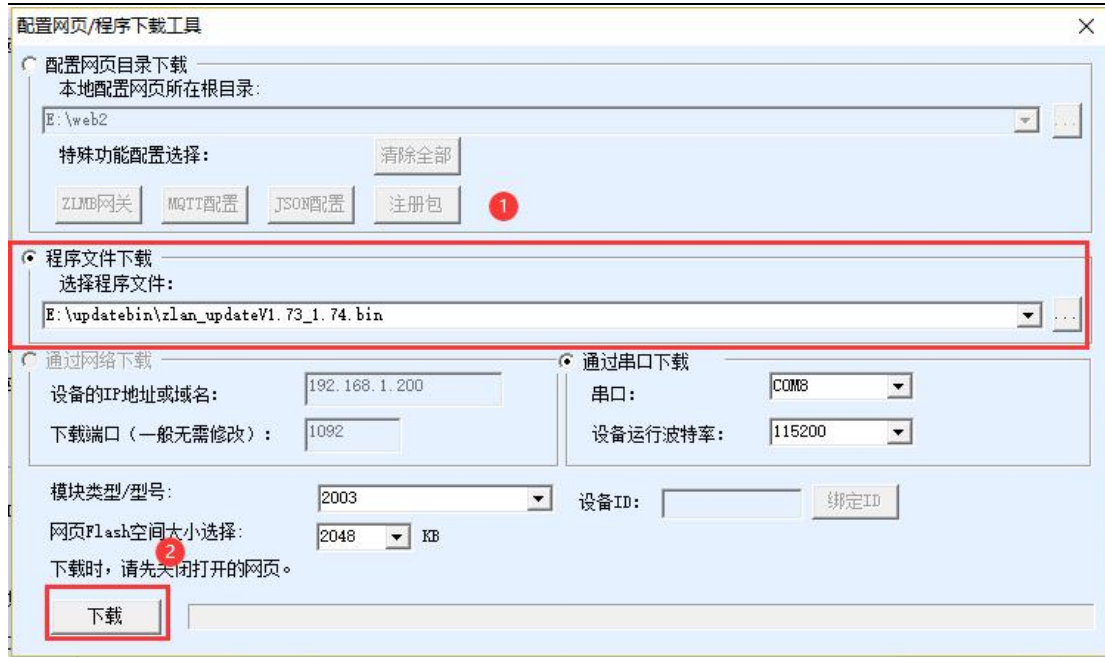 配置网页/程序下载工具
配置网页目录下载
本地配置网页所在根目录:
E:\web2
...
特殊功能配置选择:
清除全部
ZLMB网关 MQTT配置 JSON配置 注册包 1
程序文件下载
选择程序文件:
E:\updatebin\zlan_updateV1.73_1.74.bin
...
通过网络下载
设备的IP地址或域名: 192.168.1.200
下载端口（一般无需修改）: 1092
通过串口下载
串口: COM8
设备运行波特率: 115200
模块类型/型号: 2003
设备ID: 绑定ID
网页Flash空间大小选择: 2048 KB
2
下载时，请先关闭打开的网页。
下载